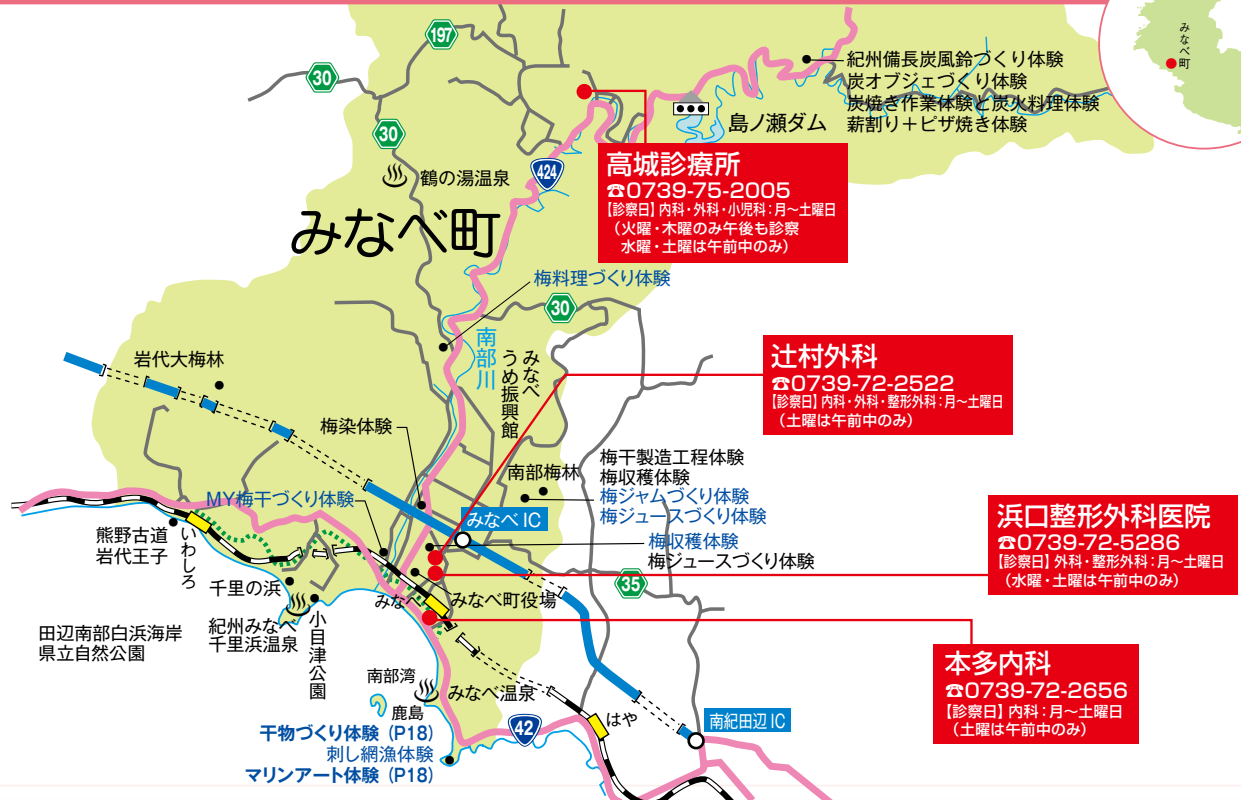 みなべ町
197
30
30
紀州備長炭風鈴づくり体験
炭オブジェづくり体験
炭焼き作業体験と炭火料理体験
薪割り＋ピザ焼き体験
島ノ瀬ダム
424
鶴の湯温泉
高城診療所
☎0739-75-2005
【診察日】内科・外科・小児科：月～土曜日
（火曜・木曜のみ午後も診察
水曜・土曜は午前中のみ）
みなべ町
梅料理づくり体験
30
南部川
みなべ
うめ振興館
辻村外科
☎0739-72-2522
【診察日】内科・外科・整形外科：月～土曜日
（土曜は午前中のみ）
岩代大梅林
梅染体験
南部梅林
梅干製造工程体験
梅収穫体験
梅ジャムづくり体験
梅ジュースづくり体験
MY梅干づくり体験
みなべ IC
浜口整形外科医院
☎0739-72-5286
【診察日】外科・整形外科：月～土曜日
（水曜・土曜は午前中のみ）
熊野古道
岩代王子
いわしろ
梅収穫体験
梅ジュースづくり体験
35
千里の浜
みなべ
みなべ町役場
紀州みなべ
千里浜温泉
小目津公園
田辺南部白浜海岸
県立自然公園
本多内科
☎0739-72-2656
【診察日】内科：月～土曜日
（土曜は午前中のみ）
南部湾
みなべ温泉
鹿島
はや
南紀田辺 IC
42
干物づくり体験 (P18)
刺し網漁体験
マリンアート体験 (P18)